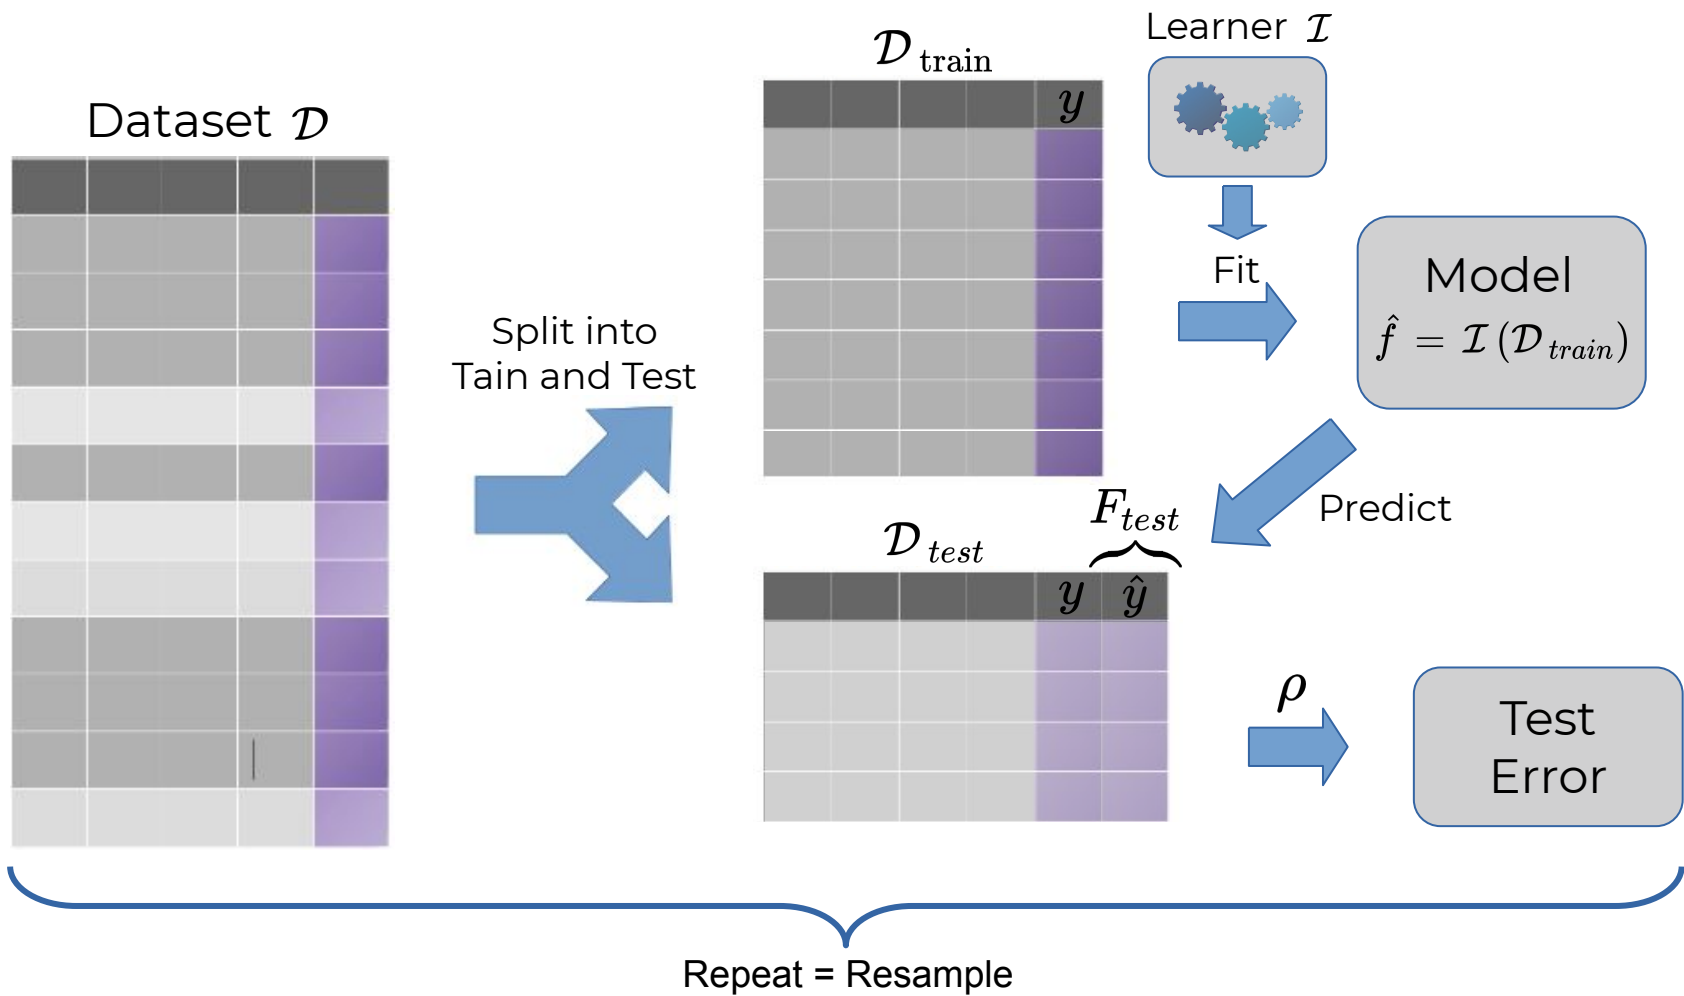 Dataset 𝒟
Split into
Tain and Test
𝒟 train
y
Learner ℐ
Fit
Model
f̂ = ℐ (𝒟 train)
Predict
F test
𝒟 test
y ŷ
ρ
Test
Error
Repeat = Resample